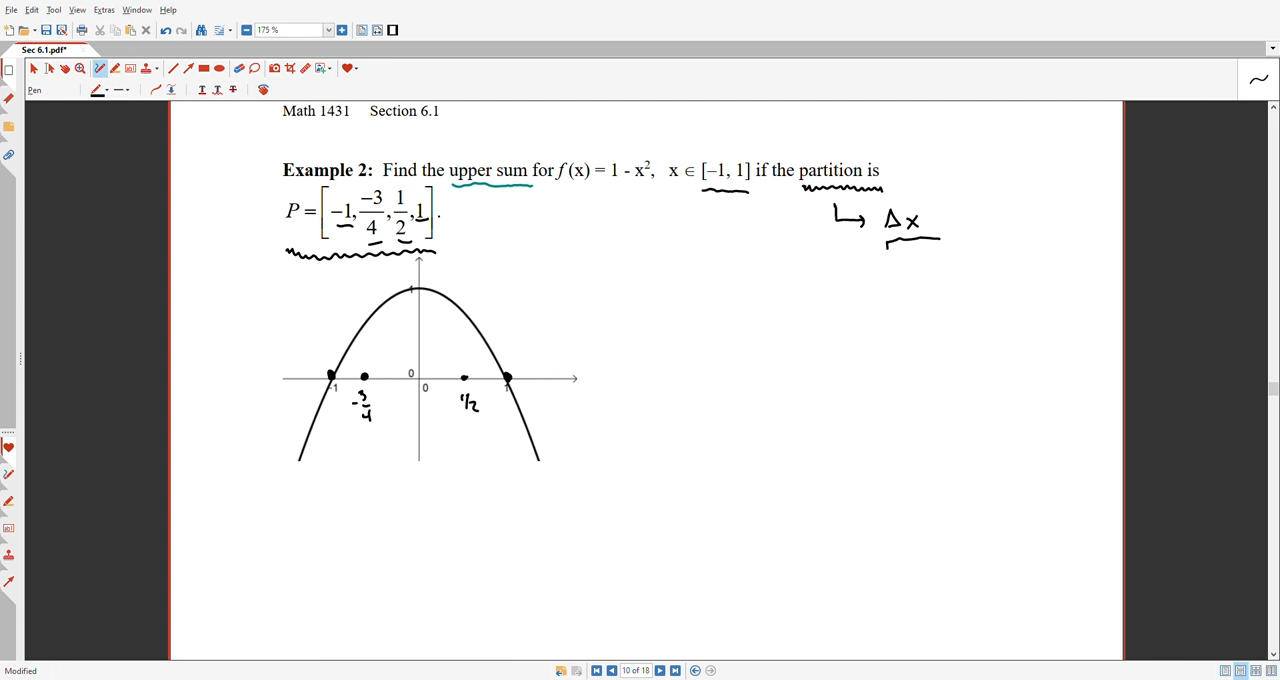 File Edit Tool View Extras Window Help
175 %
Sec 6.1.pdf*
Pen
Math 1431 Section 6.1
Example 2: Find the upper sum for f (x) = 1 - x², x ∈ [–1, 1] if the partition is
P = [−1, −3/4, 1/2, 1].
Δx
1
0
-1 0 1
-3/4 1/2
10 of 18
Modified